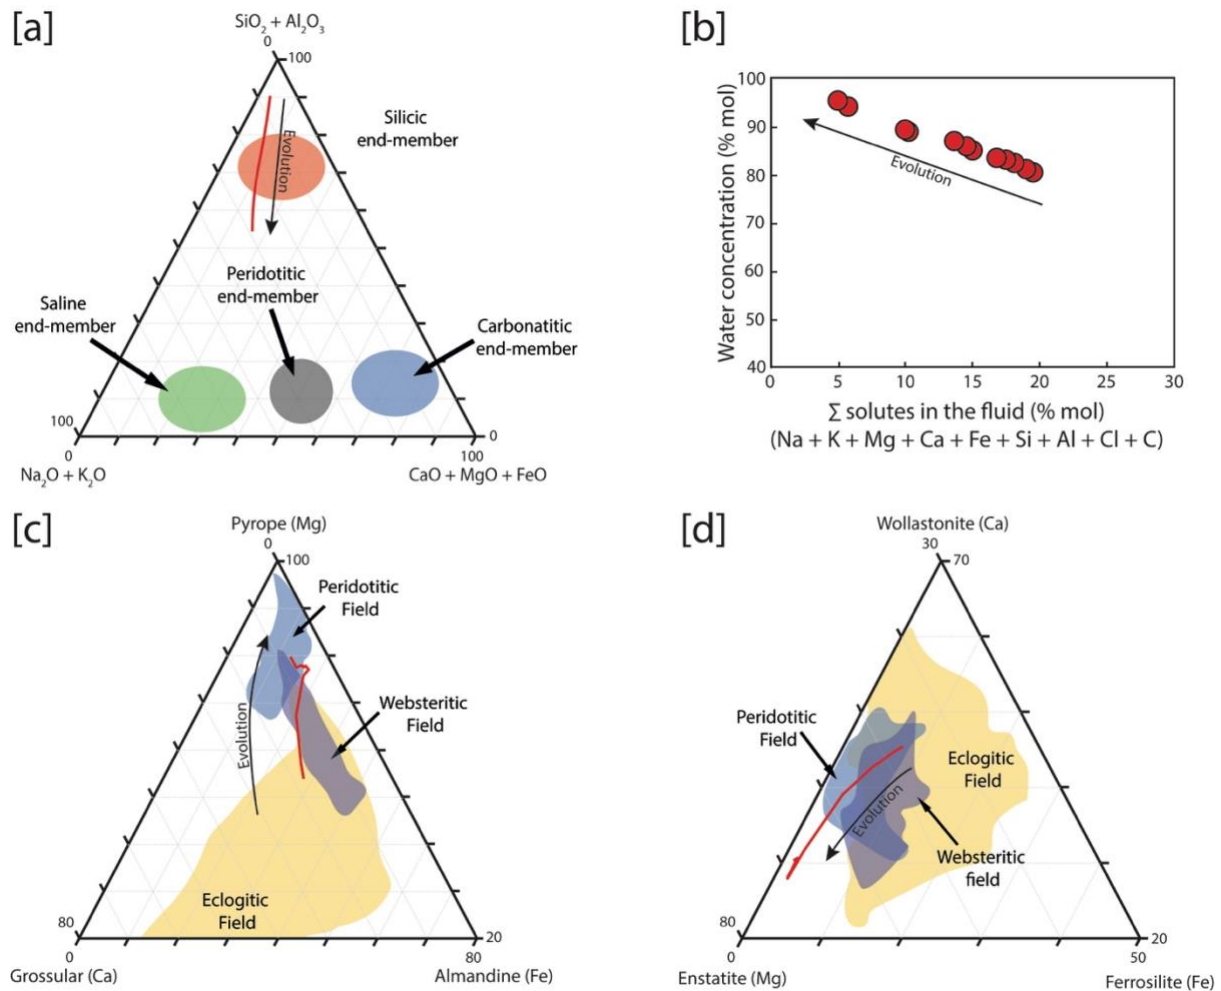 [a]
SiO₂ + Al₂O₃
0
100
Silicic
end-member
Evolution
Peridotitic
end-member
Saline
end-member
Carbonatitic
end-member
100
0
0
100
Na₂O + K₂O
CaO + MgO + FeO
[b]
Water concentration (% mol)
100
90
80
70
60
50
40
Evolution
0
5
10
15
20
25
30
∑ solutes in the fluid (% mol)
(Na + K + Mg + Ca + Fe + Si + Al + Cl + C)
[c]
Pyrope (Mg)
0
100
Peridotitic
Field
Websteritic
Field
Evolution
Eclogitic
Field
80
20
0
80
Grossular (Ca)
Almandine (Fe)
[d]
Wollastonite (Ca)
30
70
Peridotitic
Field
Eclogitic
Field
Evolution
Websteritic
field
80
20
0
50
Enstatite (Mg)
Ferrosilite (Fe)